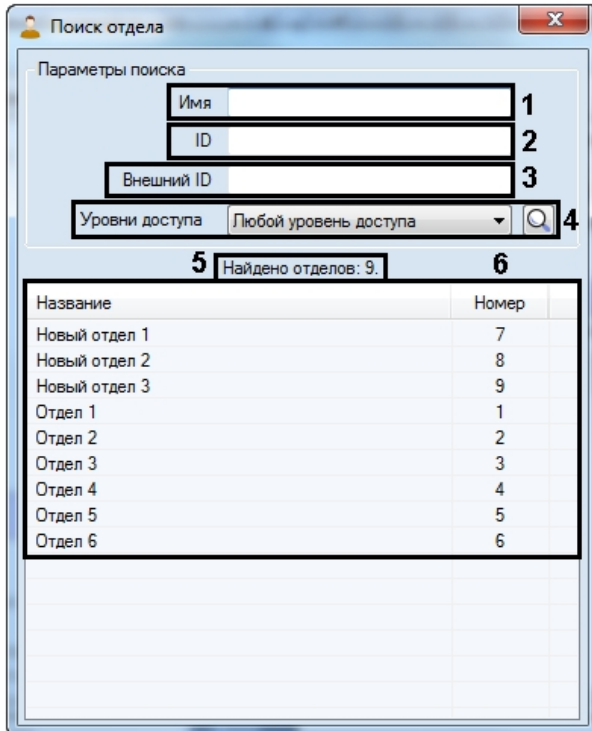 Поиск отдела
Параметры поиска
Имя 1
ID 2
Внешний ID 3
Уровни доступа Любой уровень доступа 4
5 Найдено отделов: 9. 6
Название Номер
Новый отдел 1 7
Новый отдел 2 8
Новый отдел 3 9
Отдел 1 1
Отдел 2 2
Отдел 3 3
Отдел 4 4
Отдел 5 5
Отдел 6 6